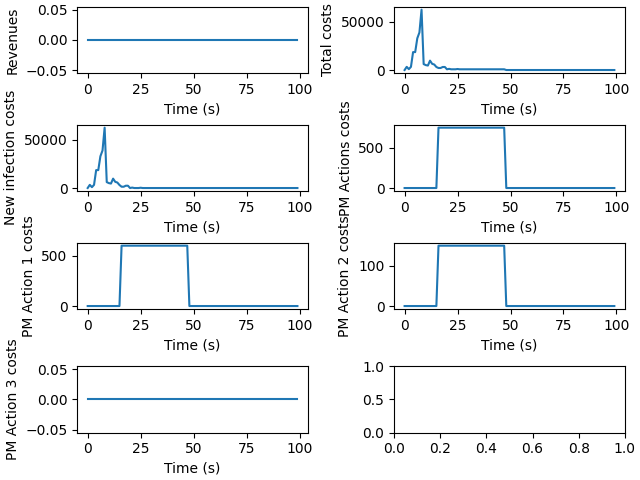 Revenues
0.05
0.00
−0.05
0 25 50 75 100
Time (s)
Total costs
50000
0
0 25 50 75 100
Time (s)
New infection costs
50000
0
0 25 50 75 100
Time (s)
PM Actions costs
500
0
0 25 50 75 100
Time (s)
PM Action 1 costs
500
0
0 25 50 75 100
Time (s)
PM Action 2 costs
100
0
0 25 50 75 100
Time (s)
PM Action 3 costs
0.05
0.00
−0.05
0 25 50 75 100
Time (s)
1.0
0.5
0.0
0.0 0.2 0.4 0.6 0.8 1.0